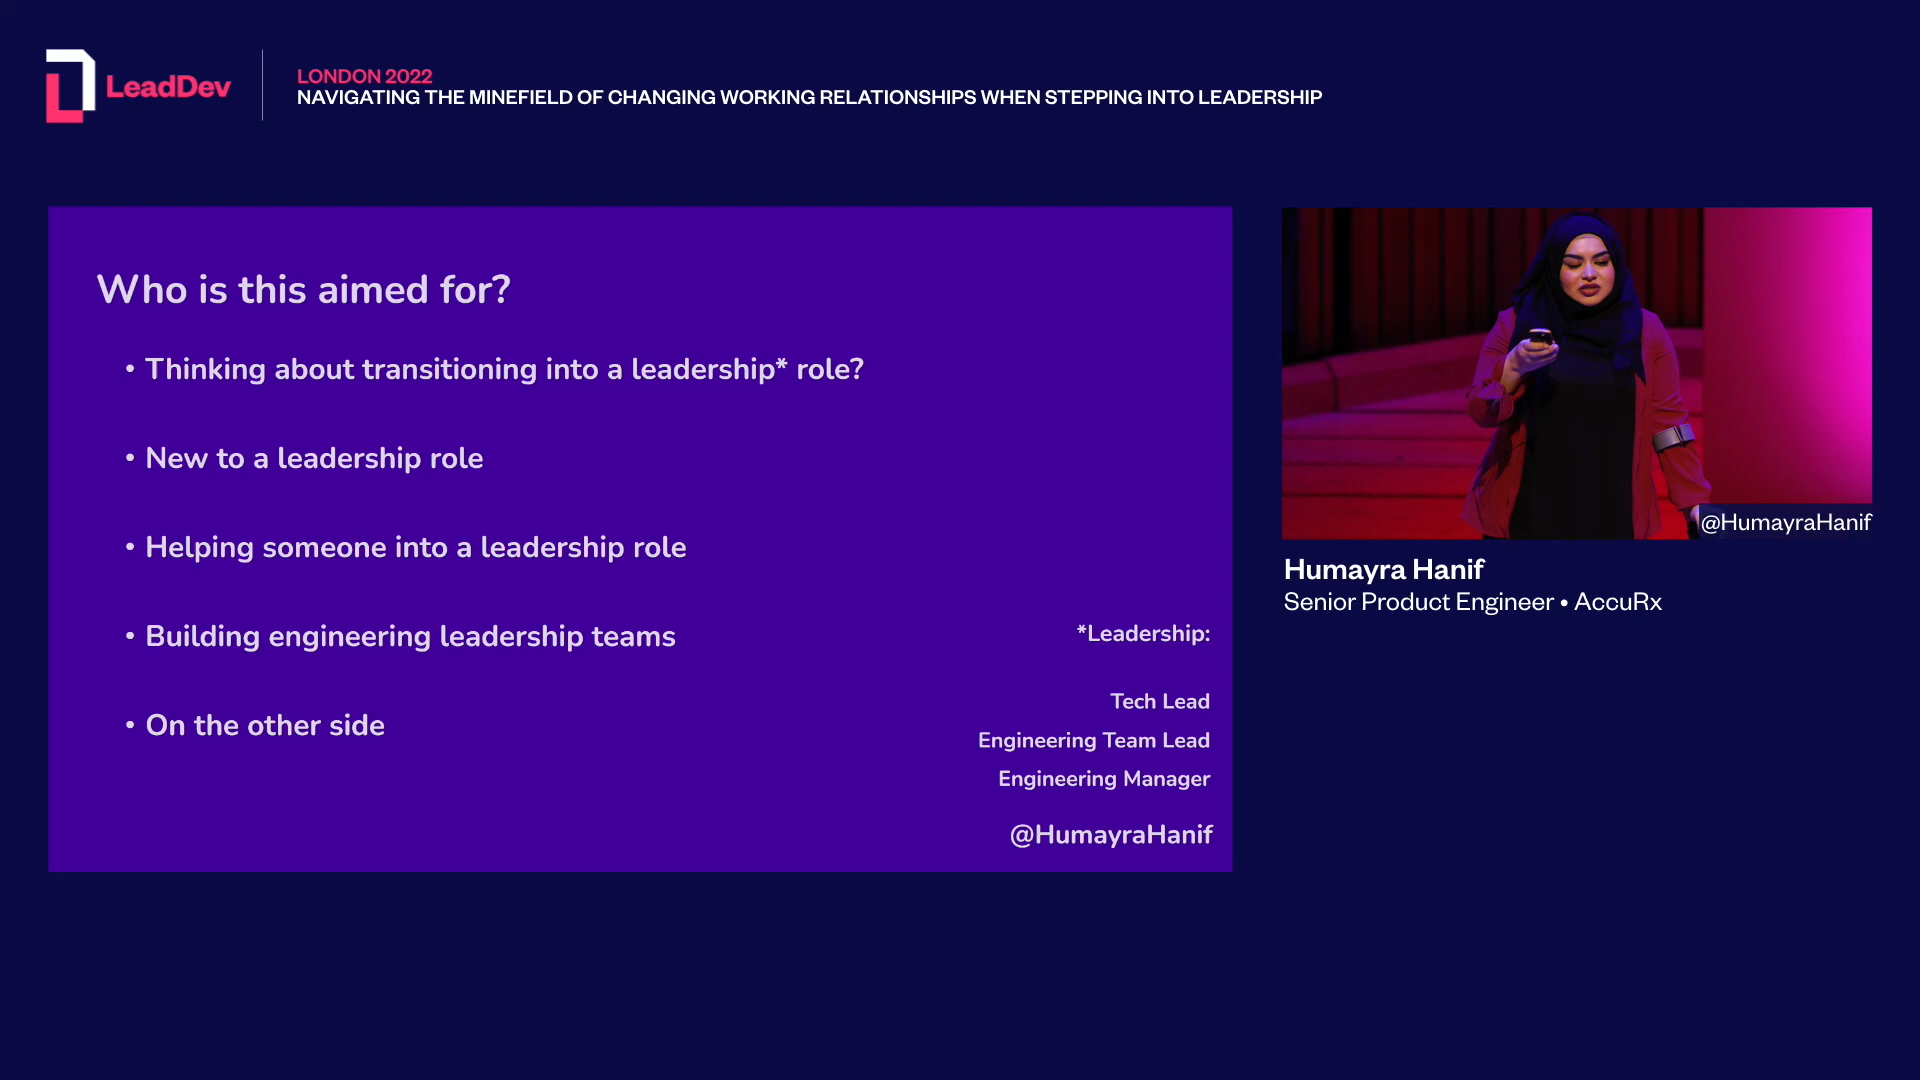 LeadDev
LONDON 2022
NAVIGATING THE MINEFIELD OF CHANGING WORKING RELATIONSHIPS WHEN STEPPING INTO LEADERSHIP
Who is this aimed for?
• Thinking about transitioning into a leadership* role?
• New to a leadership role
• Helping someone into a leadership role
• Building engineering leadership teams
• On the other side
*Leadership:
Tech Lead
Engineering Team Lead
Engineering Manager
@HumayraHanif
@HumayraHanif
Humayra Hanif
Senior Product Engineer • AccuRx